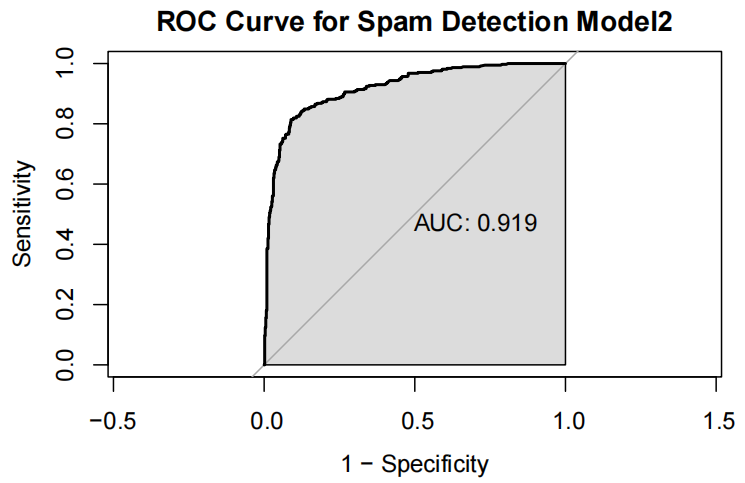 ROC Curve for Spam Detection Model2
Sensitivity
1.0
0.8
0.6
0.4
0.2
0.0
AUC: 0.919
−0.5 0.0 0.5 1.0 1.5
1 − Specificity